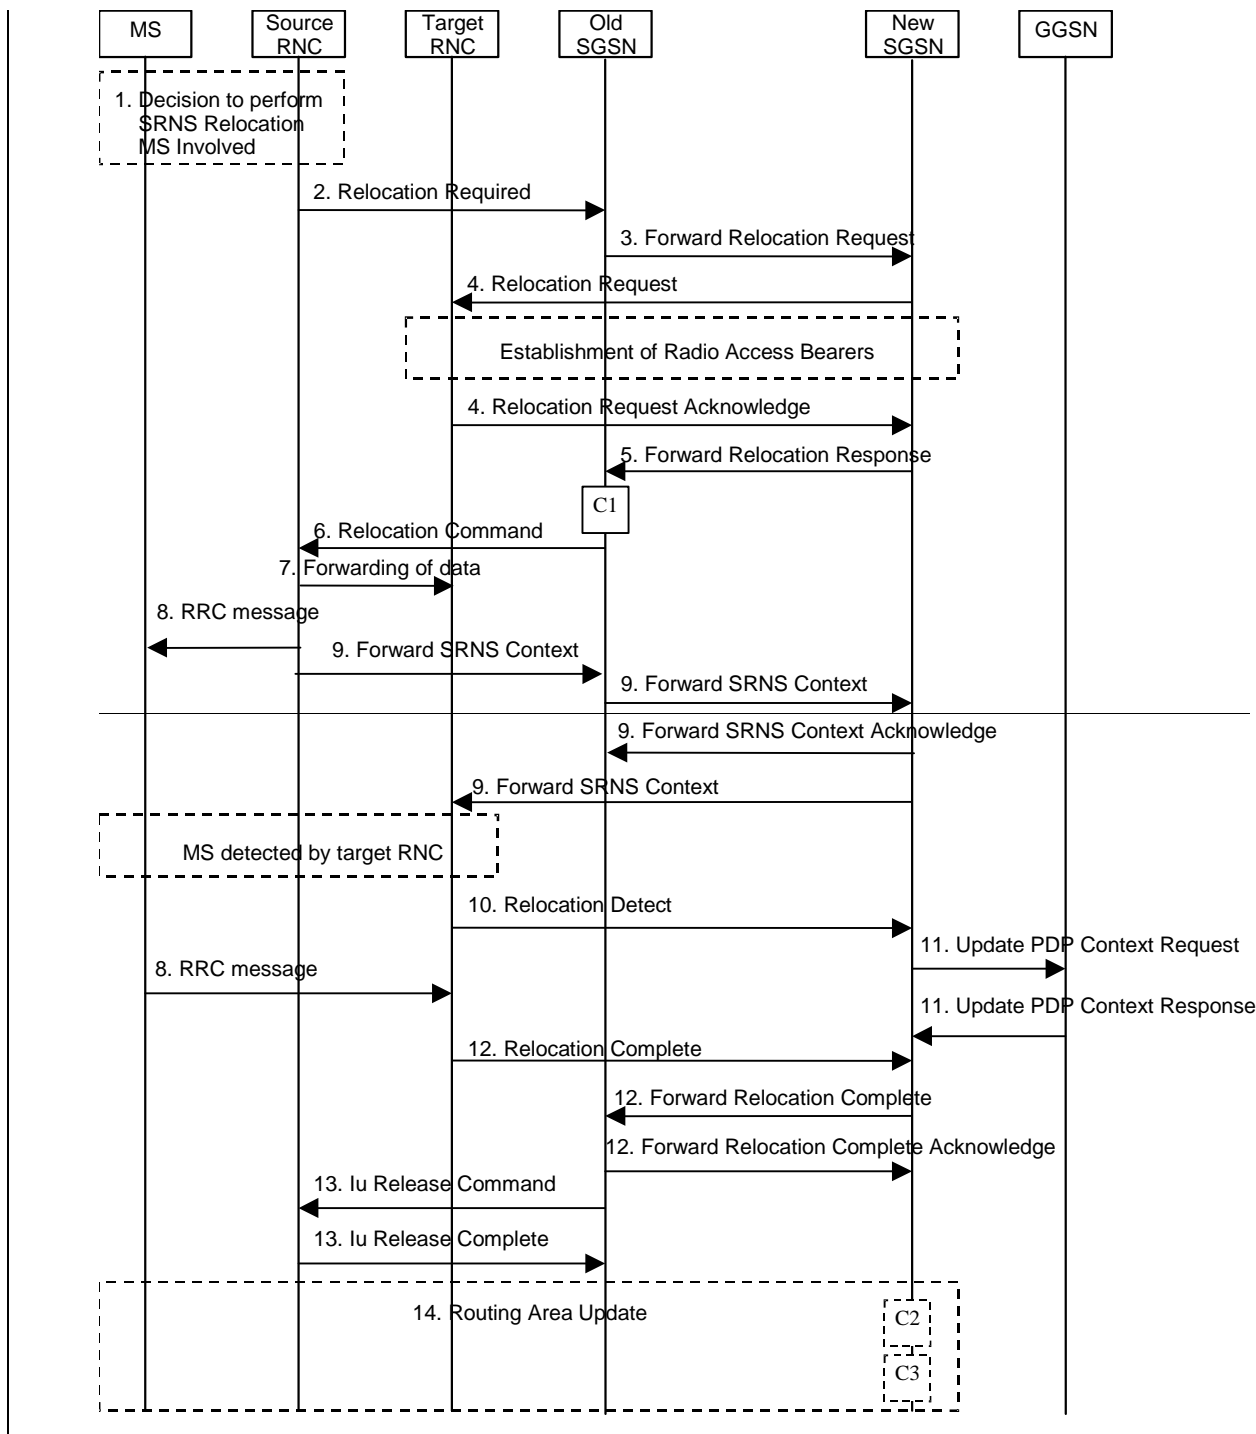 MS
Source
RNC
Target
RNC
Old
SGSN
New
SGSN
GGSN
1. Decision to perform
SRNS Relocation
MS Involved
2. Relocation Required
3. Forward Relocation Request
4. Relocation Request
Establishment of Radio Access Bearers
4. Relocation Request Acknowledge
5. Forward Relocation Response
C1
6. Relocation Command
7. Forwarding of data
8. RRC message
9. Forward SRNS Context
9. Forward SRNS Context
9. Forward SRNS Context Acknowledge
9. Forward SRNS Context
MS detected by target RNC
10. Relocation Detect
11. Update PDP Context Request
8. RRC message
11. Update PDP Context Response
12. Relocation Complete
12. Forward Relocation Complete
12. Forward Relocation Complete Acknowledge
13. Iu Release Command
13. Iu Release Complete
14. Routing Area Update
C2
C3